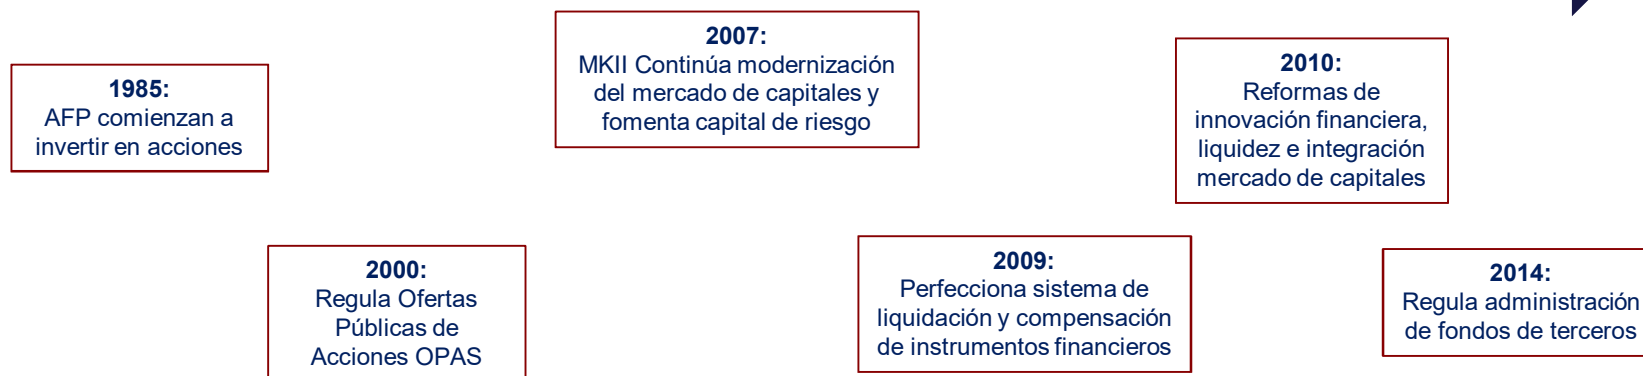 1985:
AFP comienzan a
invertir en acciones
2000:
Regula Ofertas
Públicas de
Acciones OPAS
2007:
MKII Continúa modernización
del mercado de capitales y
fomenta capital de riesgo
2009:
Perfecciona sistema de
liquidación y compensación
de instrumentos financieros
2010:
Reformas de
innovación financiera,
liquidez e integración
mercado de capitales
2014:
Regula administración
de fondos de terceros